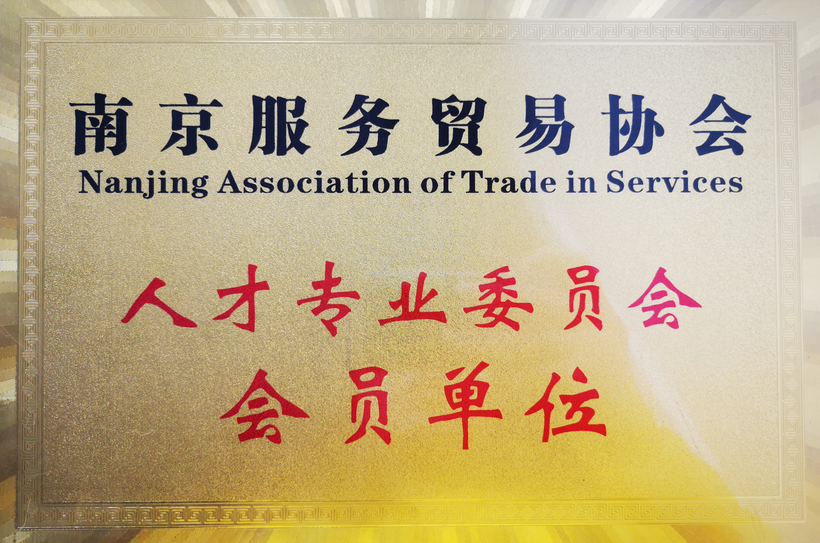 南京服务贸易协会
Nanjing Association of Trade in Services
人才专业委员会
会员单位